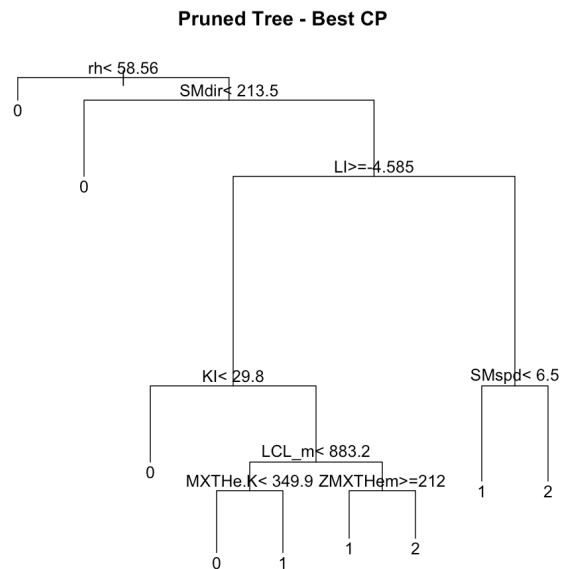 Pruned Tree - Best CP
rh< 58.56
0
SMdir< 213.5
0
LI>=-4.585
KI< 29.8
0
SMspd< 6.5
LCL_m< 883.2
MXTHe.K< 349.9 ZMXTHem>=212
1 2
0 1 1 2